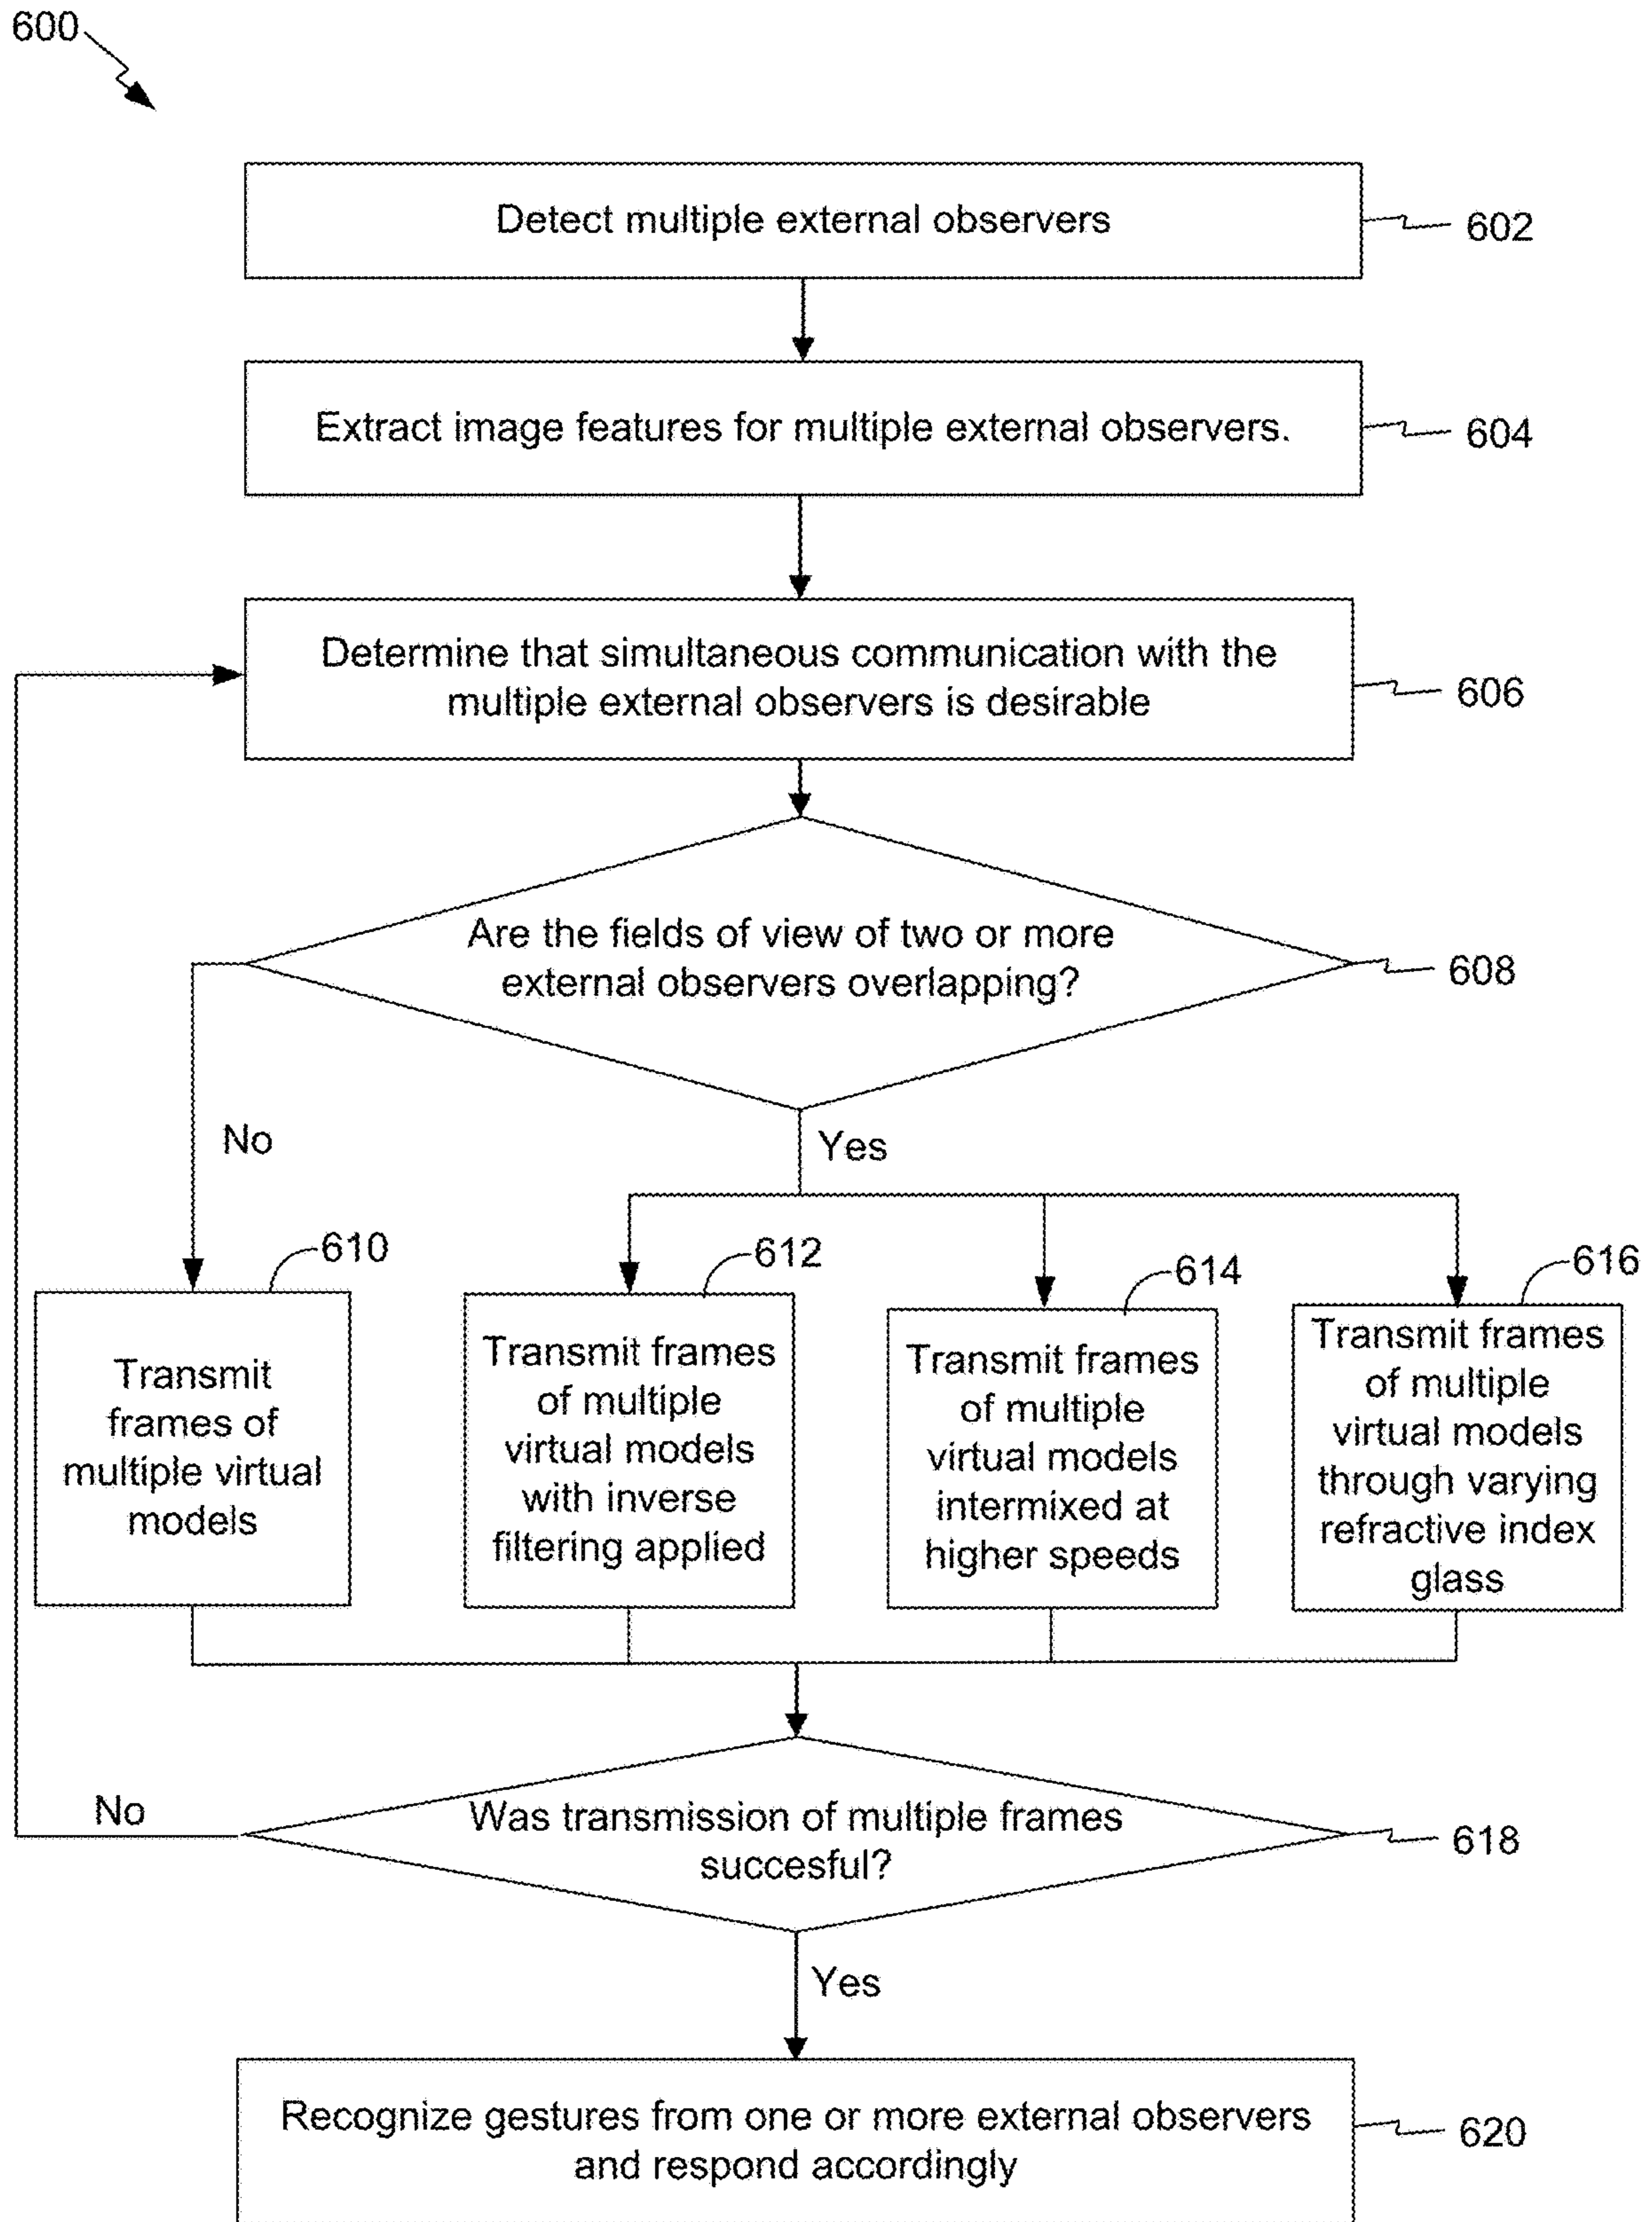 600
Detect multiple external observers
602
Extract image features for multiple external observers.
604
Determine that simultaneous communication with the
multiple external observers is desirable
606
Are the fields of view of two or more
external observers overlapping?
608
No
Yes
610
612
614
616
Transmit
frames of
multiple virtual
models
Transmit frames
of multiple
virtual models
with inverse
filtering applied
Transmit frames
of multiple
virtual models
intermixed at
higher speeds
Transmit frames
of multiple
virtual models
through varying
refractive index
glass
No
Was transmission of multiple frames
succesful?
618
Yes
Recognize gestures from one or more external observers
and respond accordingly
620